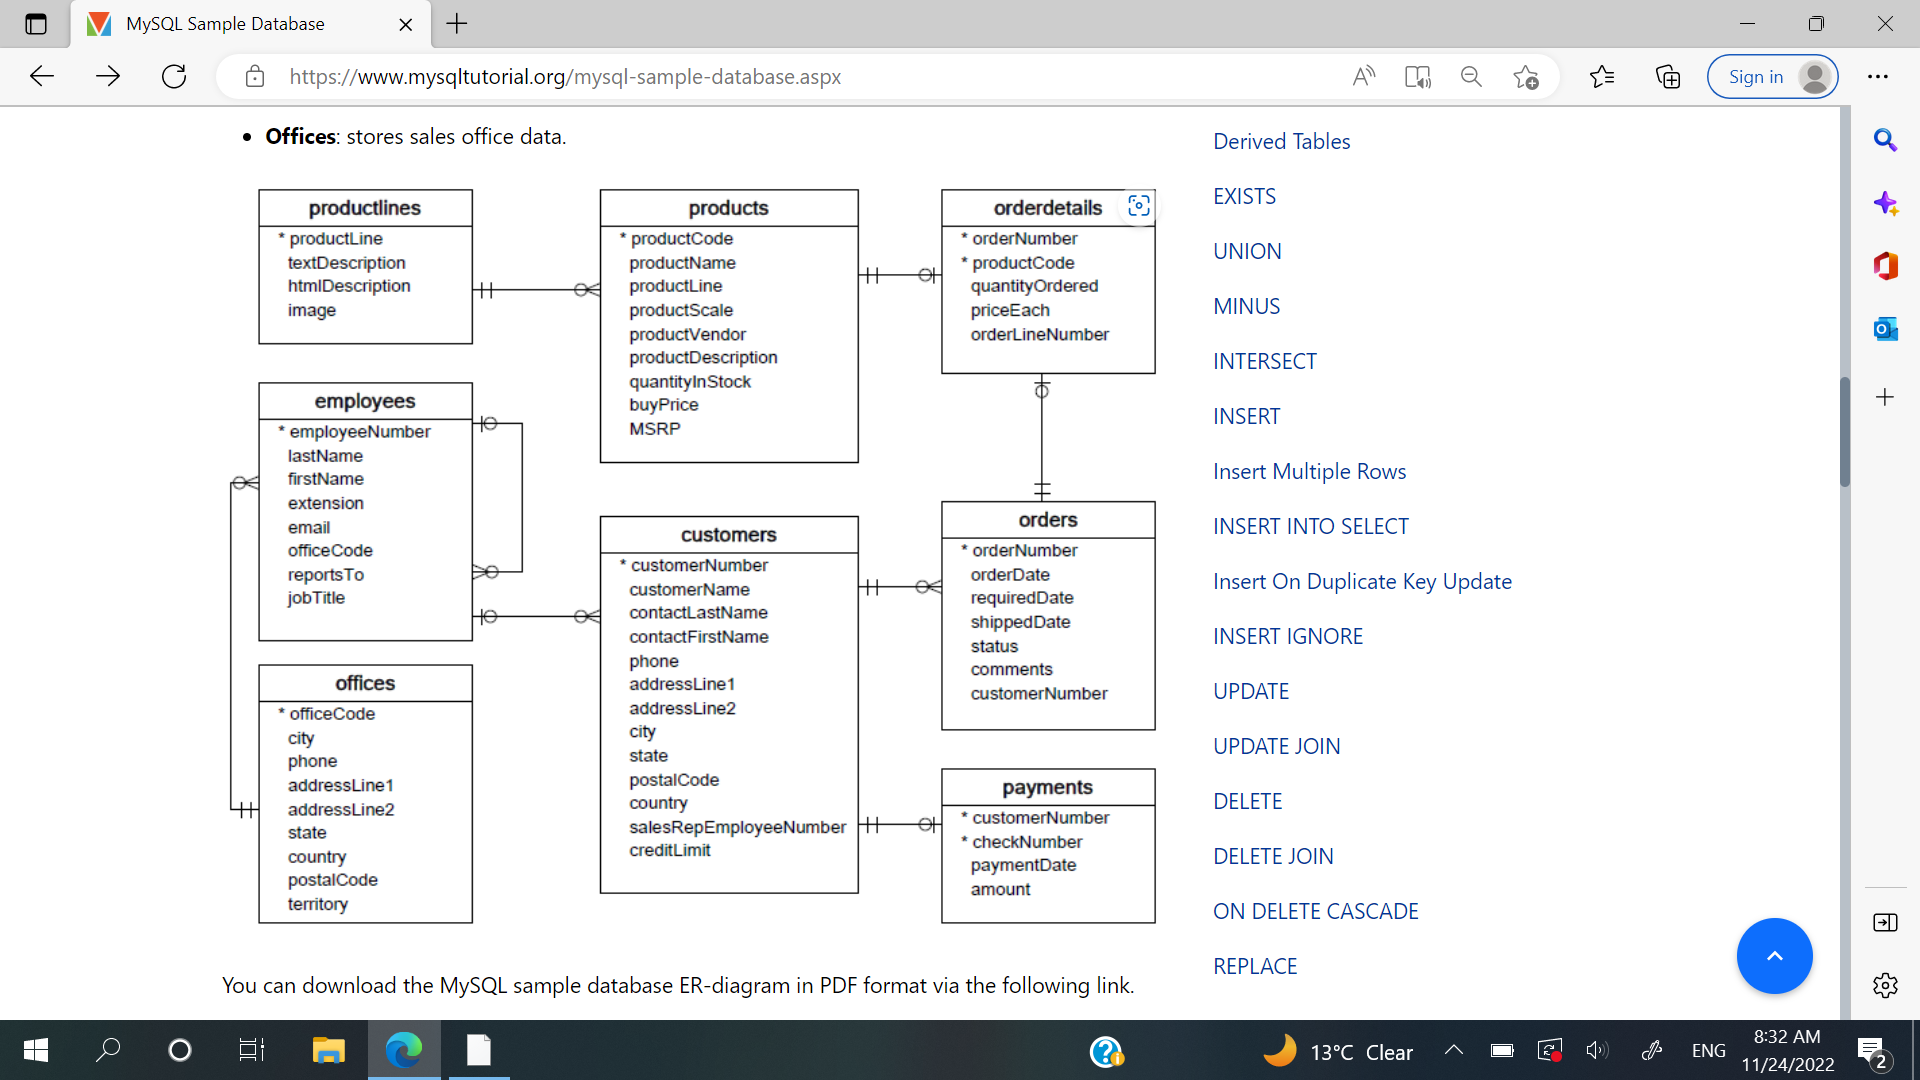 MySQL Sample Database
https://www.mysqltutorial.org/mysql-sample-database.aspx
Sign in
Offices: stores sales office data.
productlines
* productLine
textDescription
htmlDescription
image
products
* productCode
productName
productLine
productScale
productVendor
productDescription
quantityInStock
buyPrice
MSRP
orderdetails
* orderNumber
* productCode
quantityOrdered
priceEach
orderLineNumber
employees
* employeeNumber
lastName
firstName
extension
email
officeCode
reportsTo
jobTitle
customers
* customerNumber
customerName
contactLastName
contactFirstName
phone
addressLine1
addressLine2
city
state
postalCode
country
salesRepEmployeeNumber
creditLimit
orders
* orderNumber
orderDate
requiredDate
shippedDate
status
comments
customerNumber
offices
* officeCode
city
phone
addressLine1
addressLine2
state
country
postalCode
territory
payments
* customerNumber
* checkNumber
paymentDate
amount
You can download the MySQL sample database ER-diagram in PDF format via the following link.
Derived Tables
EXISTS
UNION
MINUS
INTERSECT
INSERT
Insert Multiple Rows
INSERT INTO SELECT
Insert On Duplicate Key Update
INSERT IGNORE
UPDATE
UPDATE JOIN
DELETE
DELETE JOIN
ON DELETE CASCADE
REPLACE
13°C Clear
ENG
8:32 AM
11/24/2022
2